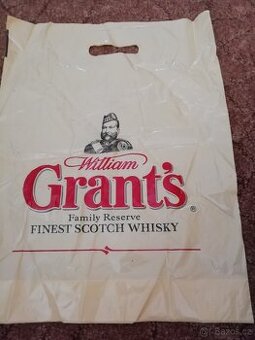 William
Grant's ®
Family Reserve
FINEST SCOTCH WHISKY